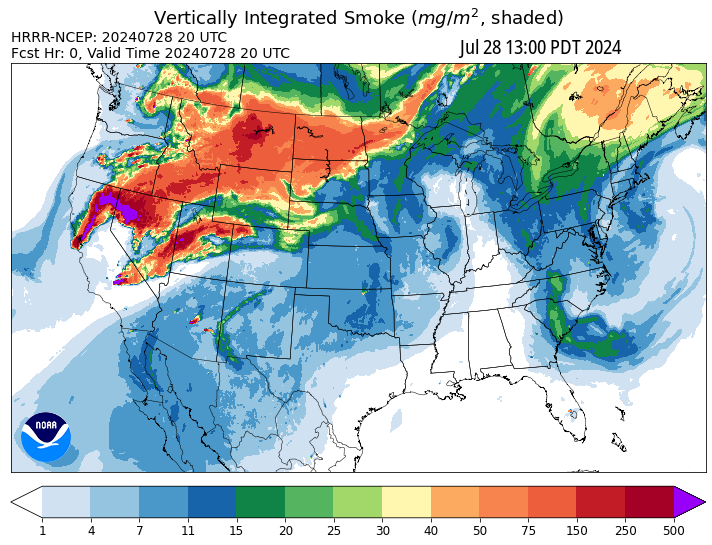 Vertically Integrated Smoke (mg/m², shaded)
HRRR-NCEP: 20240728 20 UTC
Fcst Hr: 0, Valid Time 20240728 20 UTC
Jul 28 13:00 PDT 2024
NOAA
1 4 7 11 15 20 25 30 40 50 75 150 250 500